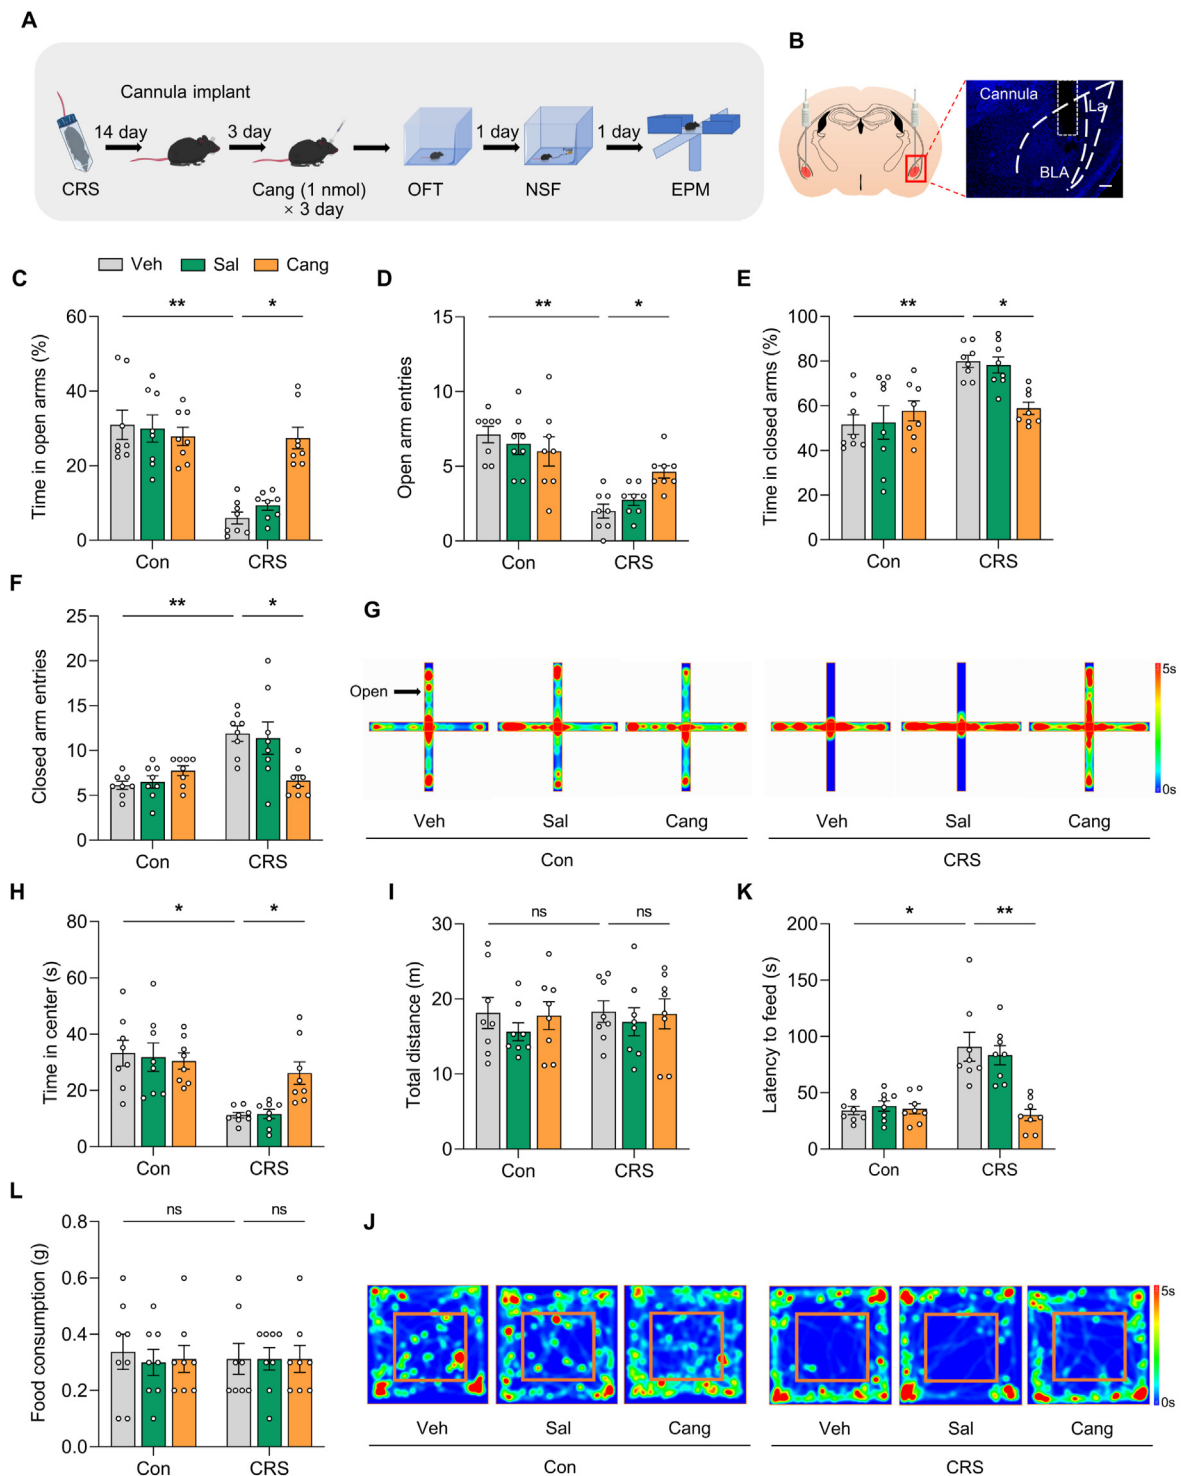 A
Cannula implant
14 day
3 day
1 day
1 day
CRS
Cang (1 nmol)
× 3 day
OFT
NSF
EPM
B
Cannula
La
BLA
Veh
Sal
Cang
C
Time in open arms (%)
60
40
20
0
**
*
Con
CRS
D
Open arm entries
15
10
5
0
**
*
Con
CRS
E
Time in closed arms (%)
100
80
60
40
20
0
**
*
Con
CRS
F
Closed arm entries
25
20
15
10
5
0
**
*
Con
CRS
G
Open
5s
0s
Veh
Sal
Cang
Veh
Sal
Cang
Con
CRS
H
Time in center (s)
80
60
40
20
0
*
*
Con
CRS
I
Total distance (m)
30
20
10
0
ns
ns
Con
CRS
K
Latency to feed (s)
200
150
100
50
0
*
**
Con
CRS
L
Food consumption (g)
0.8
0.6
0.4
0.2
0.0
ns
ns
Con
CRS
J
5s
0s
Veh
Sal
Cang
Veh
Sal
Cang
Con
CRS